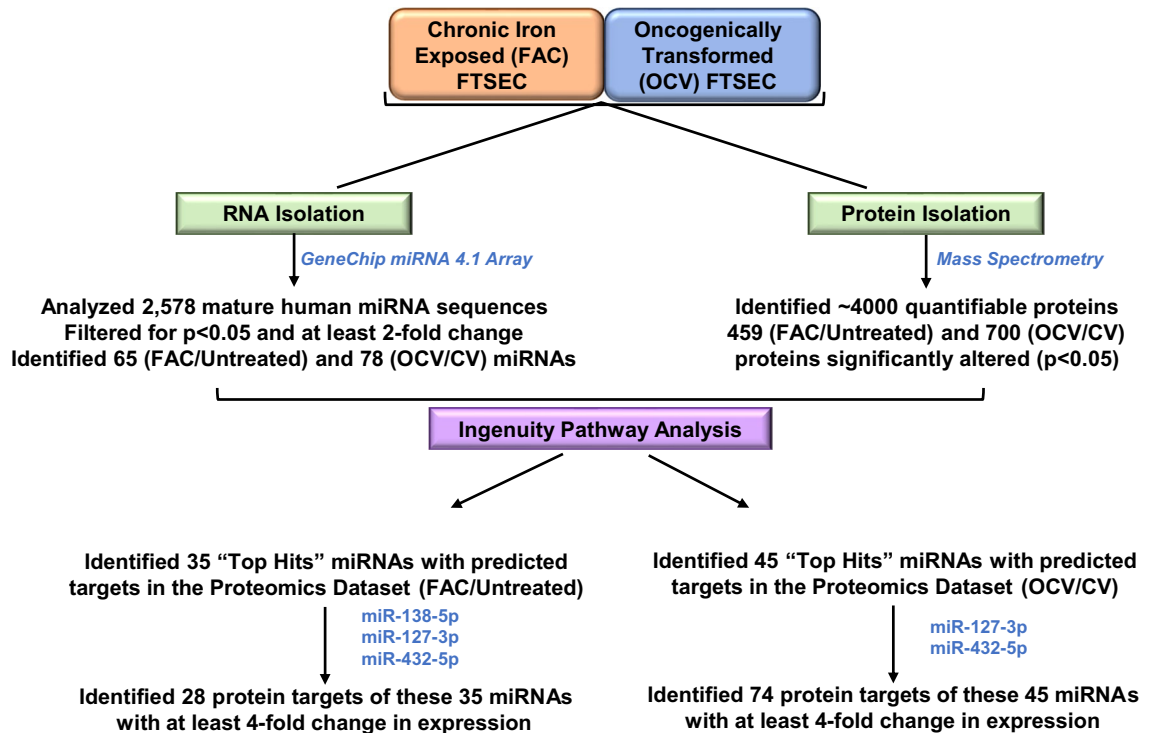 Chronic Iron
Exposed (FAC)
FTSEC
Oncogenically
Transformed
(OCV) FTSEC
RNA Isolation
GeneChip miRNA 4.1 Array
Analyzed 2,578 mature human miRNA sequences
Filtered for p<0.05 and at least 2-fold change
Identified 65 (FAC/Untreated) and 78 (OCV/CV) miRNAs
Protein Isolation
Mass Spectrometry
Identified ~4000 quantifiable proteins
459 (FAC/Untreated) and 700 (OCV/CV)
proteins significantly altered (p<0.05)
Ingenuity Pathway Analysis
Identified 35 “Top Hits” miRNAs with predicted
targets in the Proteomics Dataset (FAC/Untreated)
miR-138-5p
miR-127-3p
miR-432-5p
Identified 28 protein targets of these 35 miRNAs
with at least 4-fold change in expression
Identified 45 “Top Hits” miRNAs with predicted
targets in the Proteomics Dataset (OCV/CV)
miR-127-3p
miR-432-5p
Identified 74 protein targets of these 45 miRNAs
with at least 4-fold change in expression